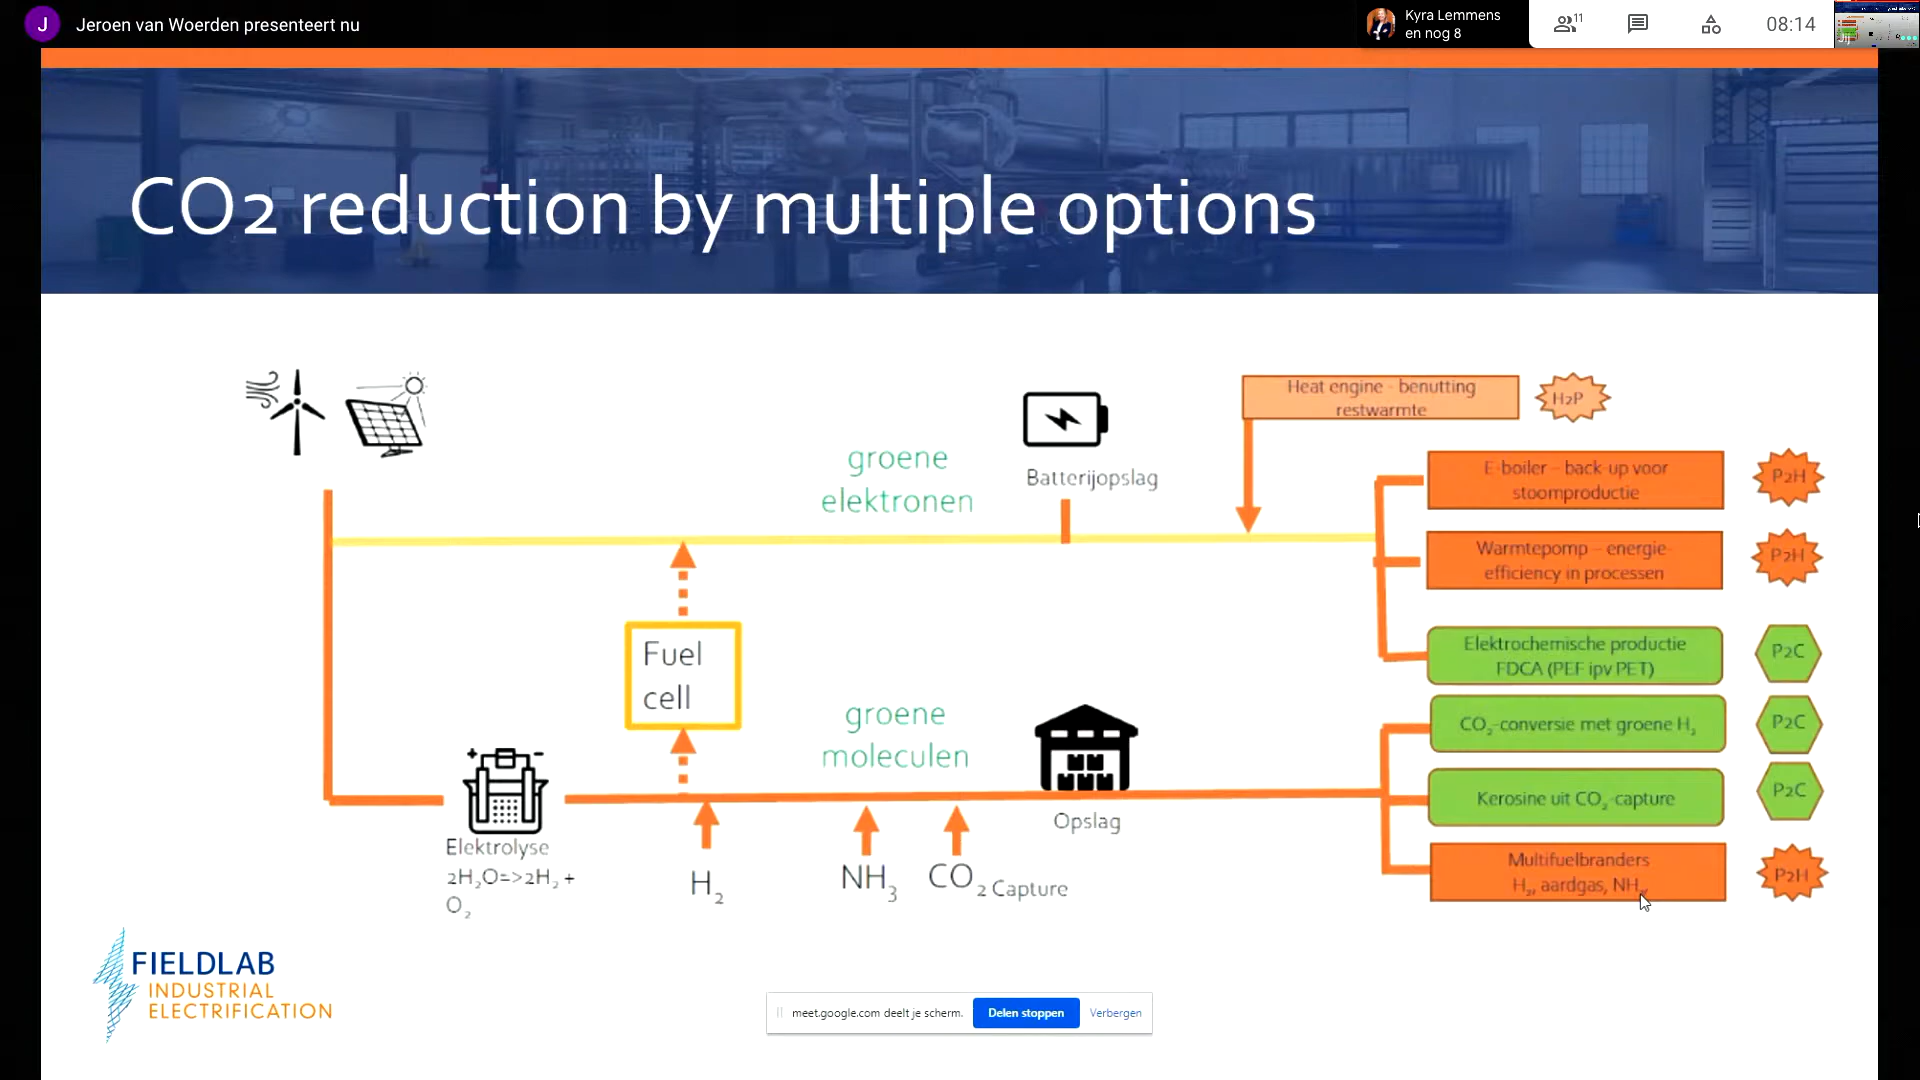 J Jeroen van Woerden presenteert nu
Kyra Lemmens
en nog 8
11
08:14
CO2 reduction by multiple options
Heat engine - benutting
restwarmte
H2P
groene
elektronen
Batterijopslag
E-boiler – back-up voor
stoomproductie
P2H
Warmtepomp – energie-
efficiency in processen
P2H
Fuel
cell
Elektrochemische productie
FDCA (PEF ipv PET)
P2C
groene
moleculen
CO₂-conversie met groene H₂
P2C
Kerosine uit CO₂-capture
P2C
Opslag
Elektrolyse
2H₂O=>2H₂ +
O₂
H₂
NH₃
CO₂ Capture
Multifuelbranders
H₂, aardgas, NH₃
P2H
FIELDLAB
INDUSTRIAL
ELECTRIFICATION
meet.google.com deelt je scherm. Delen stoppen Verbergen